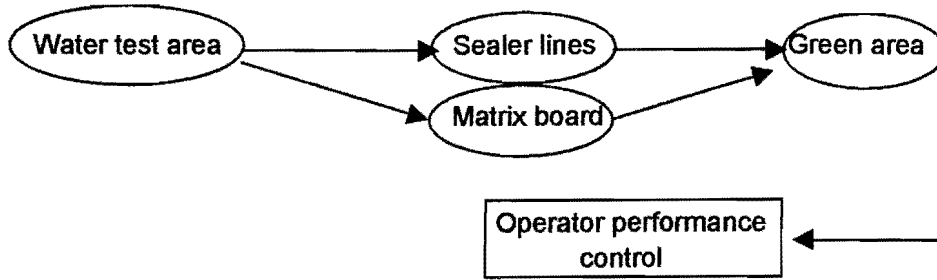 Water test area
Sealer lines
Green area
Matrix board
Operator performance
control